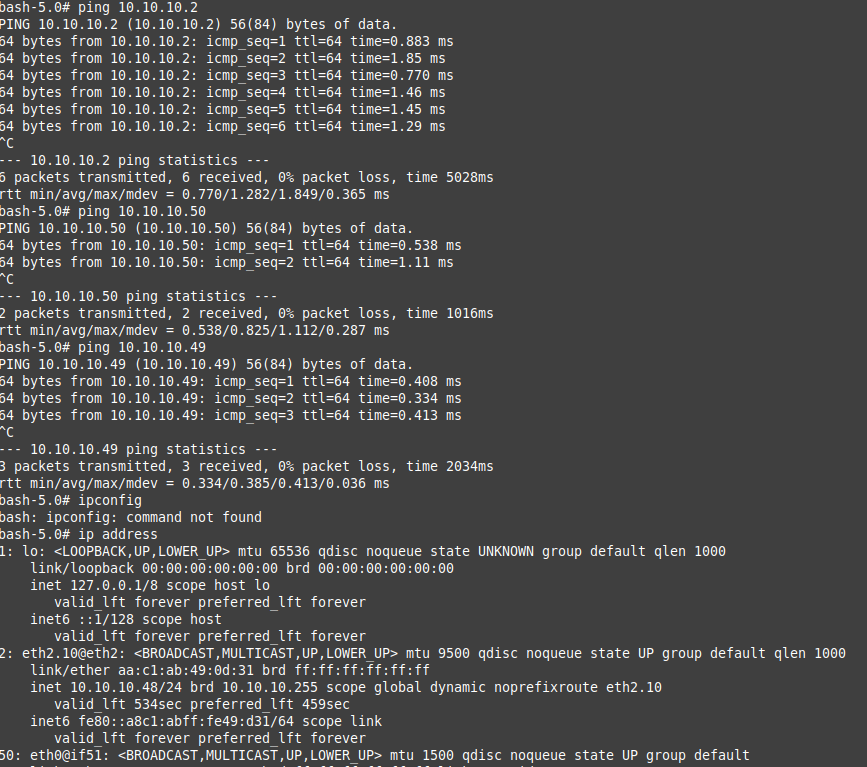 bash-5.0# ping 10.10.10.2
PING 10.10.10.2 (10.10.10.2) 56(84) bytes of data.
64 bytes from 10.10.10.2: icmp_seq=1 ttl=64 time=0.883 ms
64 bytes from 10.10.10.2: icmp_seq=2 ttl=64 time=1.85 ms
64 bytes from 10.10.10.2: icmp_seq=3 ttl=64 time=0.770 ms
64 bytes from 10.10.10.2: icmp_seq=4 ttl=64 time=1.46 ms
64 bytes from 10.10.10.2: icmp_seq=5 ttl=64 time=1.45 ms
64 bytes from 10.10.10.2: icmp_seq=6 ttl=64 time=1.29 ms
^C
--- 10.10.10.2 ping statistics ---
6 packets transmitted, 6 received, 0% packet loss, time 5028ms
rtt min/avg/max/mdev = 0.770/1.282/1.849/0.365 ms
bash-5.0# ping 10.10.10.50
PING 10.10.10.50 (10.10.10.50) 56(84) bytes of data.
64 bytes from 10.10.10.50: icmp_seq=1 ttl=64 time=0.538 ms
64 bytes from 10.10.10.50: icmp_seq=2 ttl=64 time=1.11 ms
^C
--- 10.10.10.50 ping statistics ---
2 packets transmitted, 2 received, 0% packet loss, time 1016ms
rtt min/avg/max/mdev = 0.538/0.825/1.112/0.287 ms
bash-5.0# ping 10.10.10.49
PING 10.10.10.49 (10.10.10.49) 56(84) bytes of data.
64 bytes from 10.10.10.49: icmp_seq=1 ttl=64 time=0.408 ms
64 bytes from 10.10.10.49: icmp_seq=2 ttl=64 time=0.334 ms
64 bytes from 10.10.10.49: icmp_seq=3 ttl=64 time=0.413 ms
^C
--- 10.10.10.49 ping statistics ---
3 packets transmitted, 3 received, 0% packet loss, time 2034ms
rtt min/avg/max/mdev = 0.334/0.385/0.413/0.036 ms
bash-5.0# ipconfig
bash: ipconfig: command not found
bash-5.0# ip address
1: lo: <LOOPBACK,UP,LOWER_UP> mtu 65536 qdisc noqueue state UNKNOWN group default qlen 1000
link/loopback 00:00:00:00:00:00 brd 00:00:00:00:00:00
inet 127.0.0.1/8 scope host lo
valid_lft forever preferred_lft forever
inet6 ::1/128 scope host
valid_lft forever preferred_lft forever
2: eth2.10@eth2: <BROADCAST,MULTICAST,UP,LOWER_UP> mtu 9500 qdisc noqueue state UP group default qlen 1000
link/ether aa:c1:ab:49:0d:31 brd ff:ff:ff:ff:ff:ff
inet 10.10.10.48/24 brd 10.10.10.255 scope global dynamic noprefixroute eth2.10
valid_lft 534sec preferred_lft 459sec
inet6 fe80::a8c1:abff:fe49:d31/64 scope link
valid_lft forever preferred_lft forever
50: eth0@if51: <BROADCAST,MULTICAST,UP,LOWER_UP> mtu 1500 qdisc noqueue state UP group default